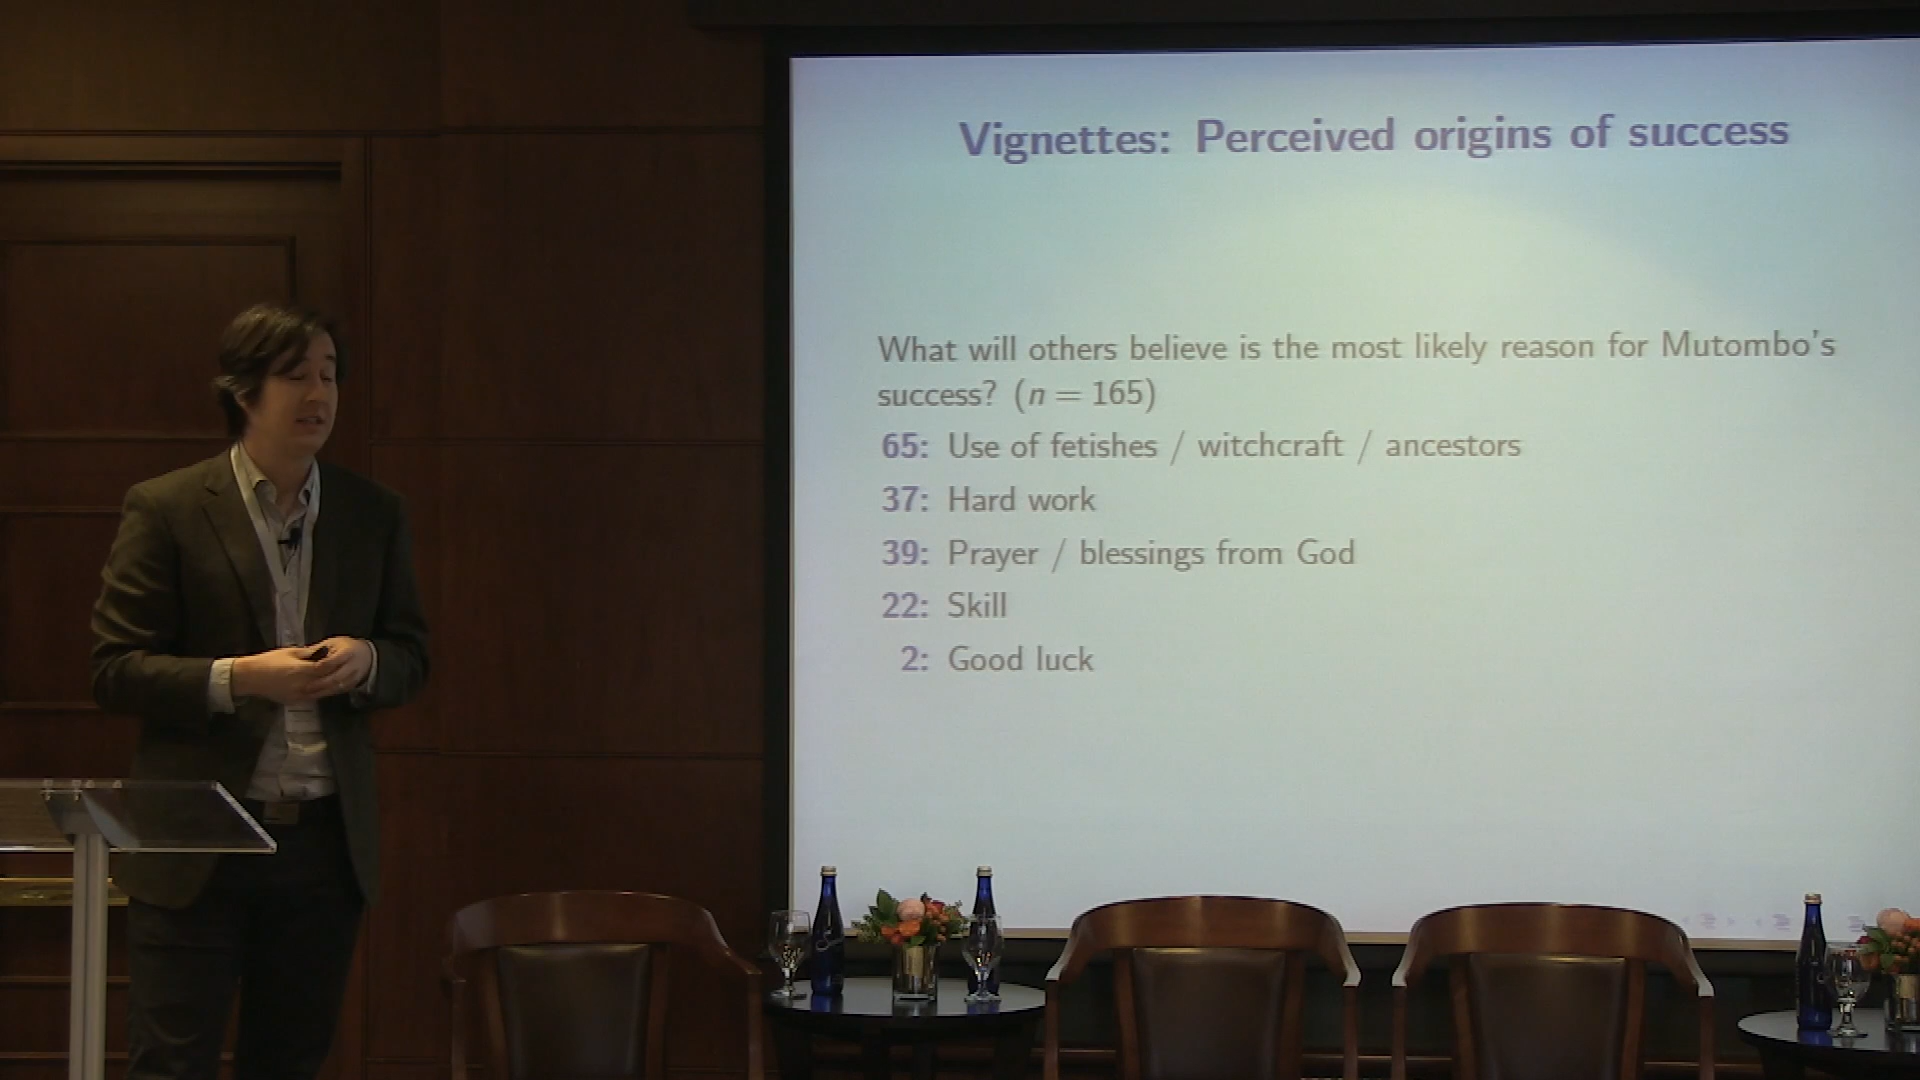 Vignettes: Perceived origins of success
What will others believe is the most likely reason for Mutombo's
success? (n = 165)
65: Use of fetishes / witchcraft / ancestors
37: Hard work
39: Prayer / blessings from God
22: Skill
2: Good luck